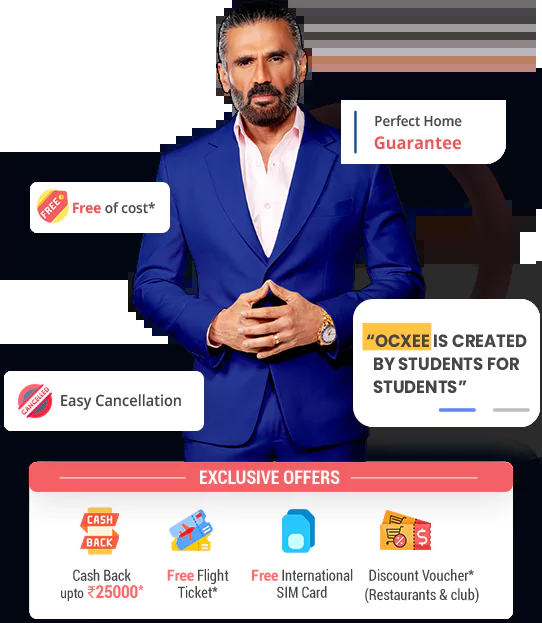 Perfect Home
Guarantee
FREE
Free of cost*
“OCXEE IS CREATED
BY STUDENTS FOR
STUDENTS”
CANCELLED
Easy Cancellation
EXCLUSIVE OFFERS
CASH
BACK
$
Cash Back
upto ₹25000*
Free Flight
Ticket*
Free International
SIM Card
Discount Voucher*
(Restaurants & club)